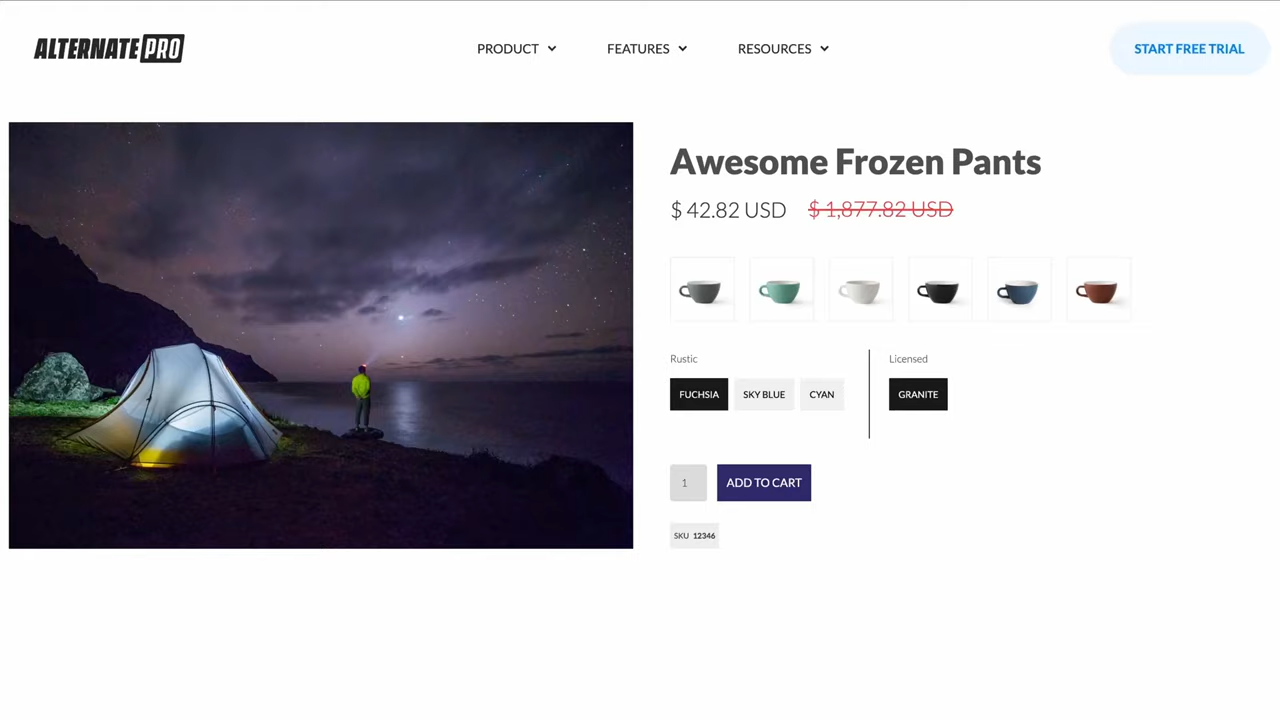 ALTERNATE PRO
PRODUCT
FEATURES
RESOURCES
START FREE TRIAL
Awesome Frozen Pants
$ 42.82 USD $ 1,877.82 USD
Rustic
FUCHSIA SKY BLUE CYAN
Licensed
GRANITE
1
ADD TO CART
SKU 12346